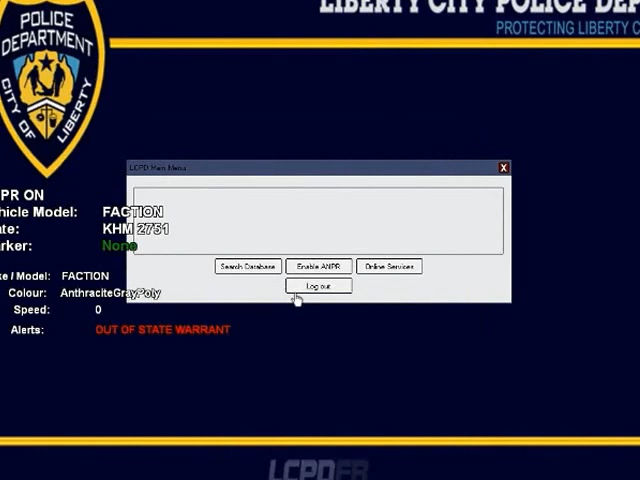 LIBERTY CITY POLICE DEP
PROTECTING LIBERTY C
POLICE
DEPARTMENT
CITY OF LIBERTY
LCPD Main Menu
X
PR ON
hicle Model: FACTION
ate: KHM 2751
arker: None
Search Database
Enable ANPR
Online Services
Log out
ke / Model: FACTION
Colour: AnthraciteGrayPoly
Speed: 0
Alerts: OUT OF STATE WARRANT
LCPDFR